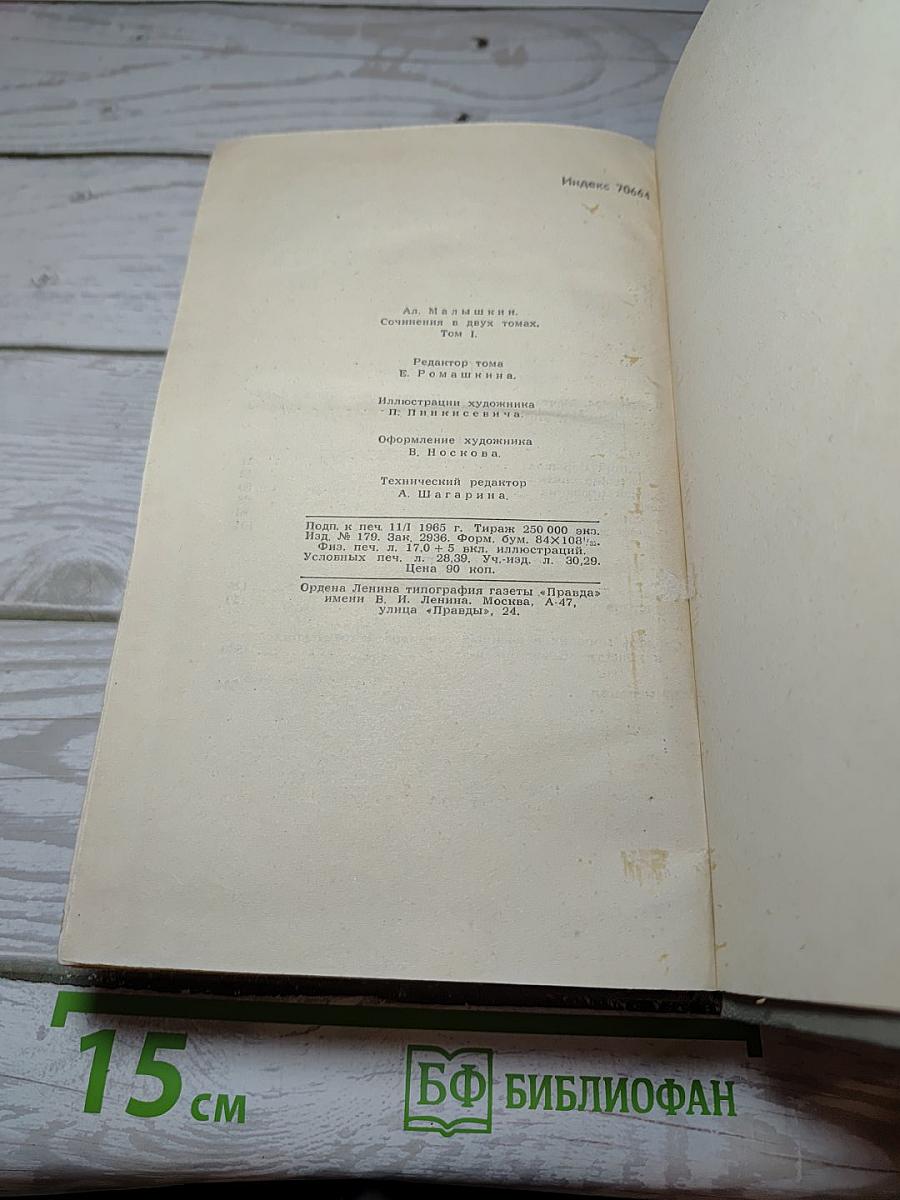 Индекс 70664
Ал. Малышкин.
Сочинения в двух томах.
Том I.
Редактор тома
Е. Ромашкина.
Иллюстрации художника
П. Пинкисевича.
Оформление художника
В. Носкова.
Технический редактор
А. Шагарина.
Подп. к печ. 11/I 1965 г. Тираж 250 000 экз.
Изд. № 179. Зак. 2936. Форм. бум. 84×108¹/₃₂.
Физ. печ. л. 17,0 + 5 вкл. иллюстраций.
Условных печ. л. 28,39. Уч.-изд. л. 30,29.
Цена 90 коп.
Ордена Ленина типография газеты «Правда»
имени В. И. Ленина. Москва, А-47,
улица «Правды», 24.
15 см
БФ БИБЛИОФАН